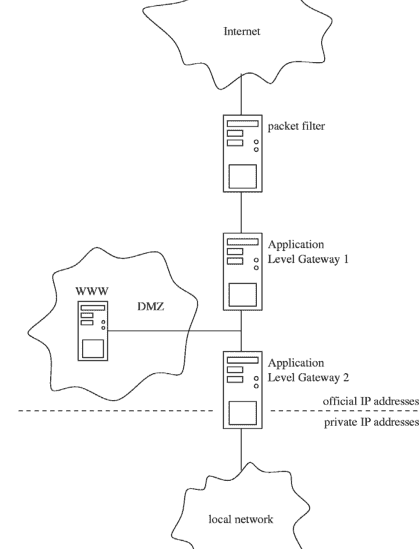 Internet
packet filter
Application
Level Gateway 1
WWW
DMZ
Application
Level Gateway 2
official IP addresses
private IP addresses
local network